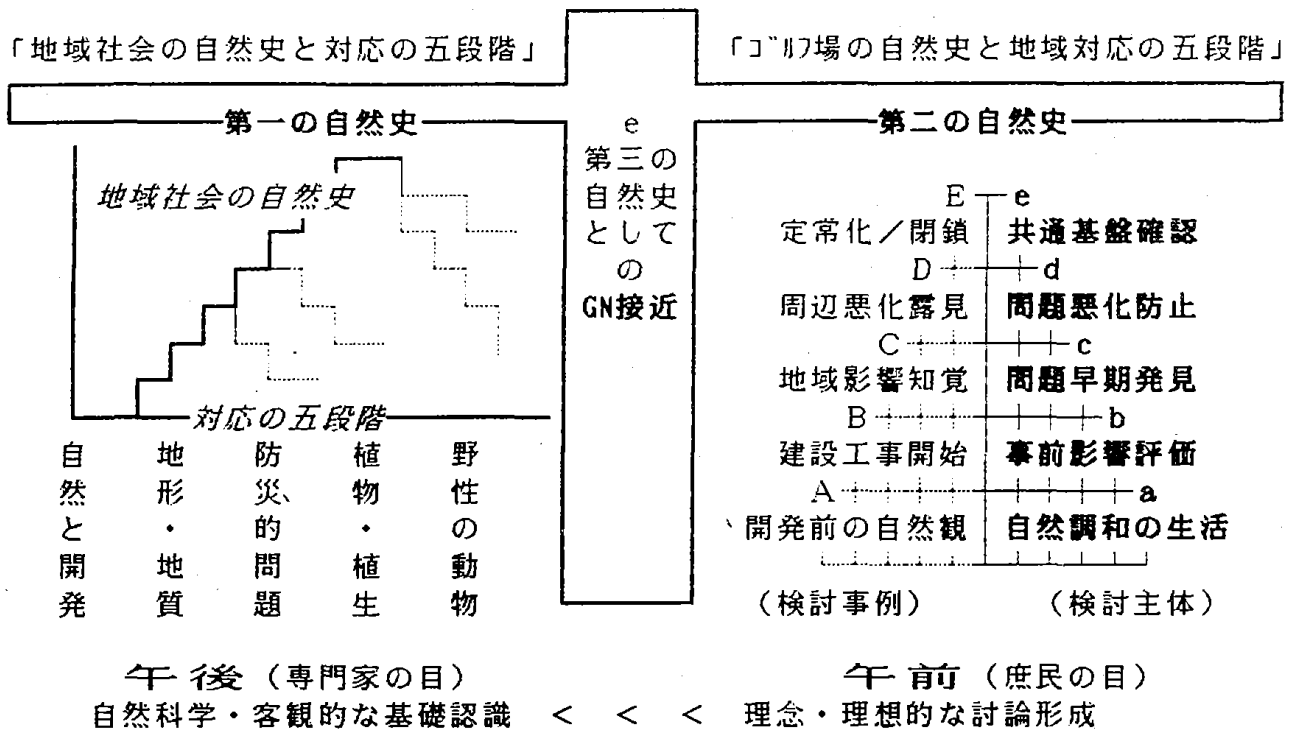 「地域社会の自然史と対応の五段階」
第一の自然史
地域社会の自然史
対応の五段階
自然と開発
地形・地質
防災、的問題
植物・植生
野性の動物
e
第三の
自然史
として
の
GN接近
「ｺﾞﾙﾌ場の自然史と地域対応の五段階」
第二の自然史
E e
定常化／閉鎖 共通基盤確認
D d
周辺悪化露見 問題悪化防止
C c
地域影響知覚 問題早期発見
B b
建設工事開始 事前影響評価
A a
開発前の自然観 自然調和の生活
（検討事例） （検討主体）
午後（専門家の目） 午前（庶民の目）
自然科学・客観的な基礎認識 ＜ ＜ ＜ 理念・理想的な討論形成